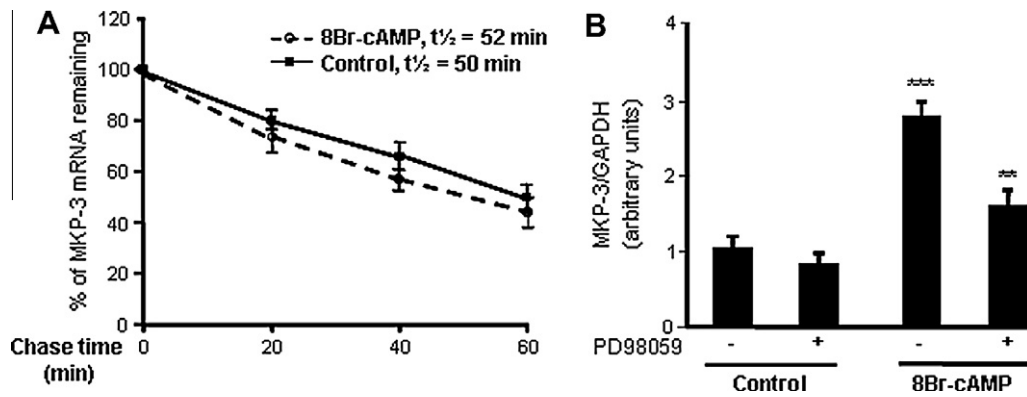 A
120
100
80
60
40
20
0
% of MKP-3 mRNA remaining
8Br-cAMP, t½ = 52 min
Control, t½ = 50 min
Chase time
(min)
0 20 40 60
B
4
3
2
1
0
MKP-3/GAPDH
(arbitrary units)
***
**
PD98059 - + - +
Control 8Br-cAMP